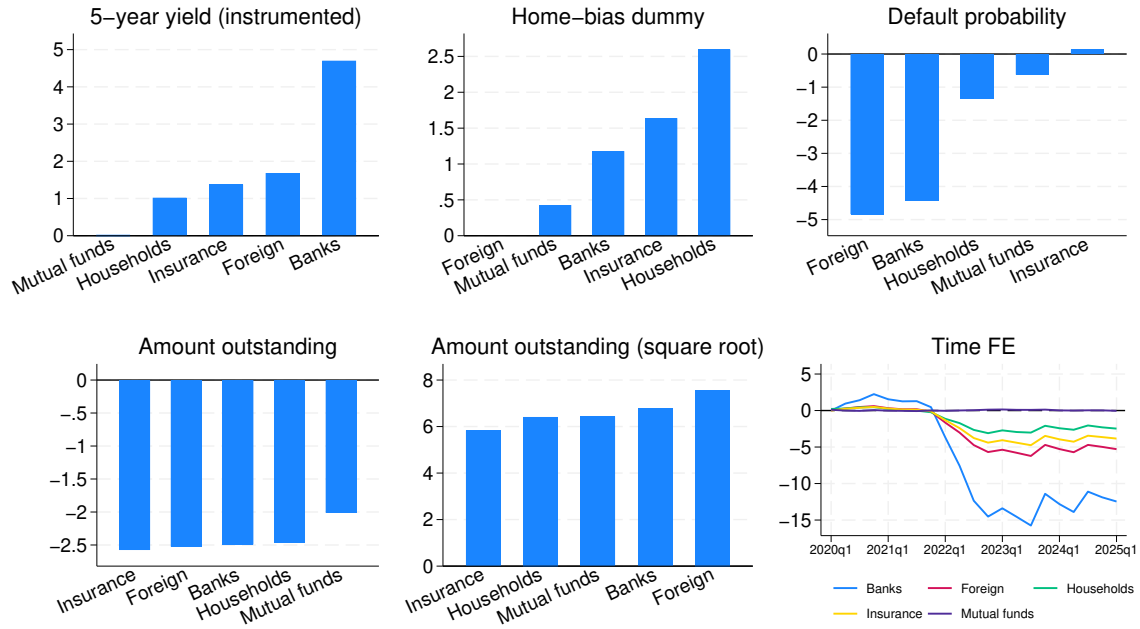 5−year yield (instrumented)
5
4
3
2
1
0
Mutual funds
Households
Insurance
Foreign
Banks
Home−bias dummy
2.5
2
1.5
1
.5
0
Foreign
Mutual funds
Banks
Insurance
Households
Default probability
0
−1
−2
−3
−4
−5
Foreign
Banks
Households
Mutual funds
Insurance
Amount outstanding
0
−.5
−1
−1.5
−2
−2.5
Insurance
Foreign
Banks
Households
Mutual funds
Amount outstanding (square root)
8
6
4
2
0
Insurance
Households
Mutual funds
Banks
Foreign
Time FE
5
0
−5
−10
−15
2020q1 2021q1 2022q1 2023q1 2024q1 2025q1
Banks Foreign Households
Insurance Mutual funds